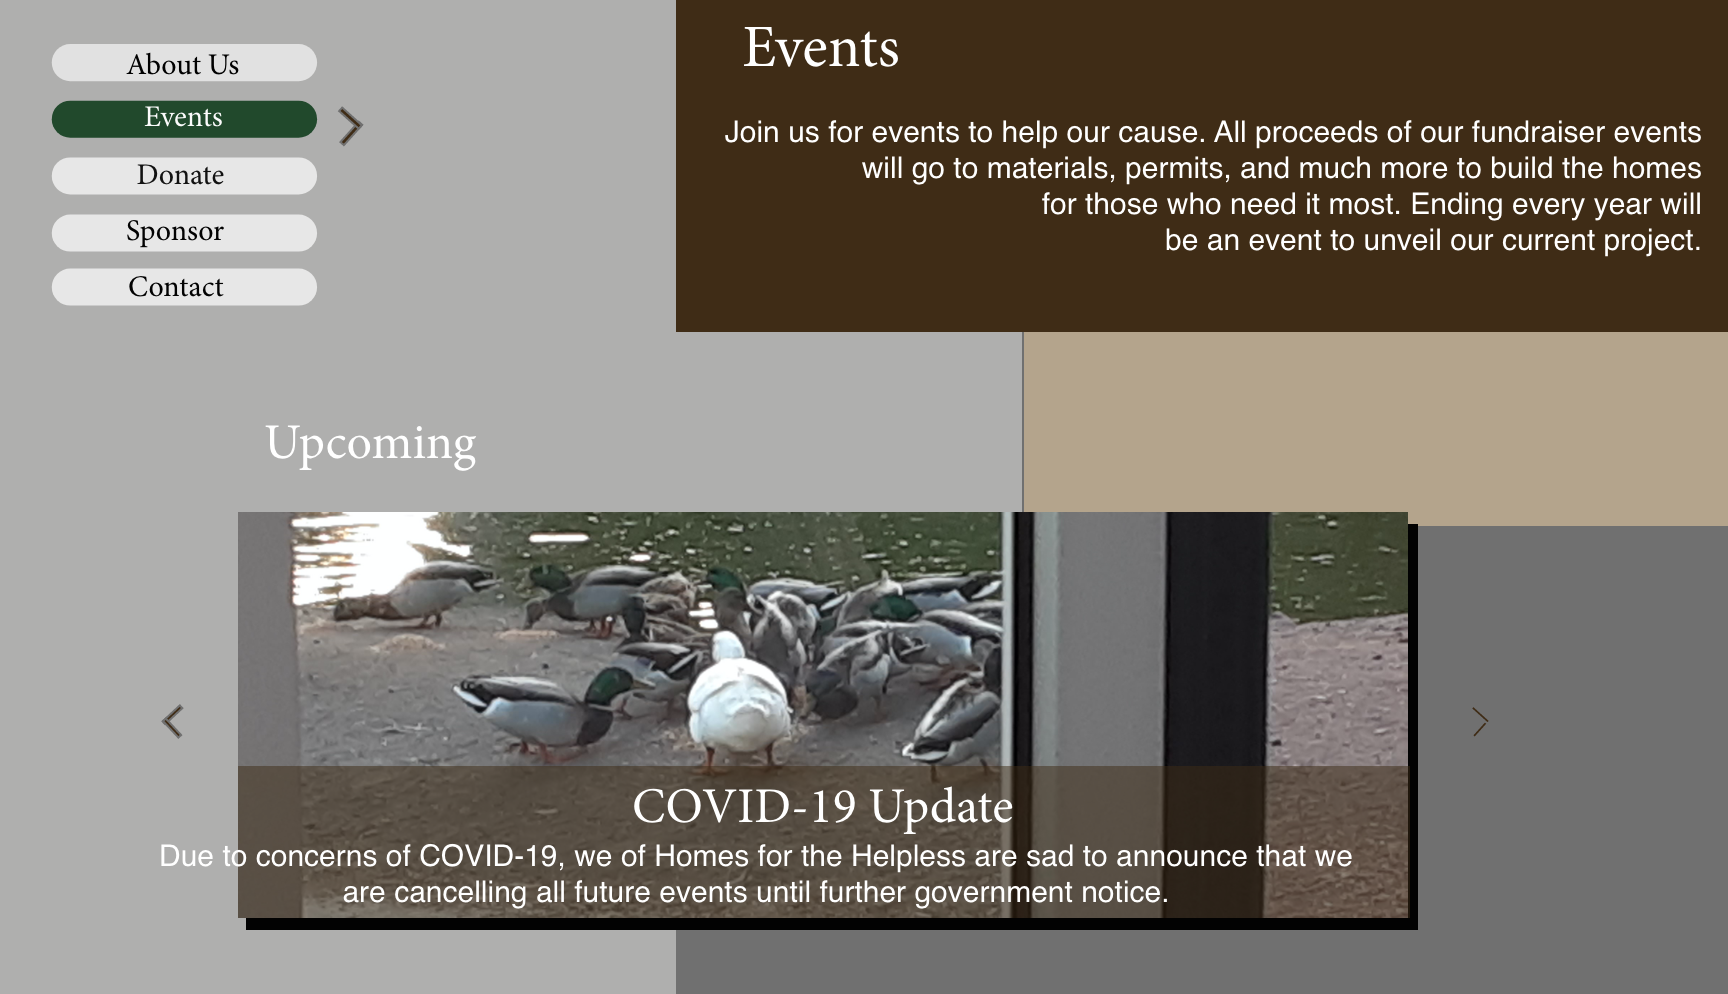 About Us
Events
Donate
Sponsor
Contact
Events
Join us for events to help our cause. All proceeds of our fundraiser events
will go to materials, permits, and much more to build the homes
for those who need it most. Ending every year will
be an event to unveil our current project.
Upcoming
COVID-19 Update
Due to concerns of COVID-19, we of Homes for the Helpless are sad to announce that we
are cancelling all future events until further government notice.